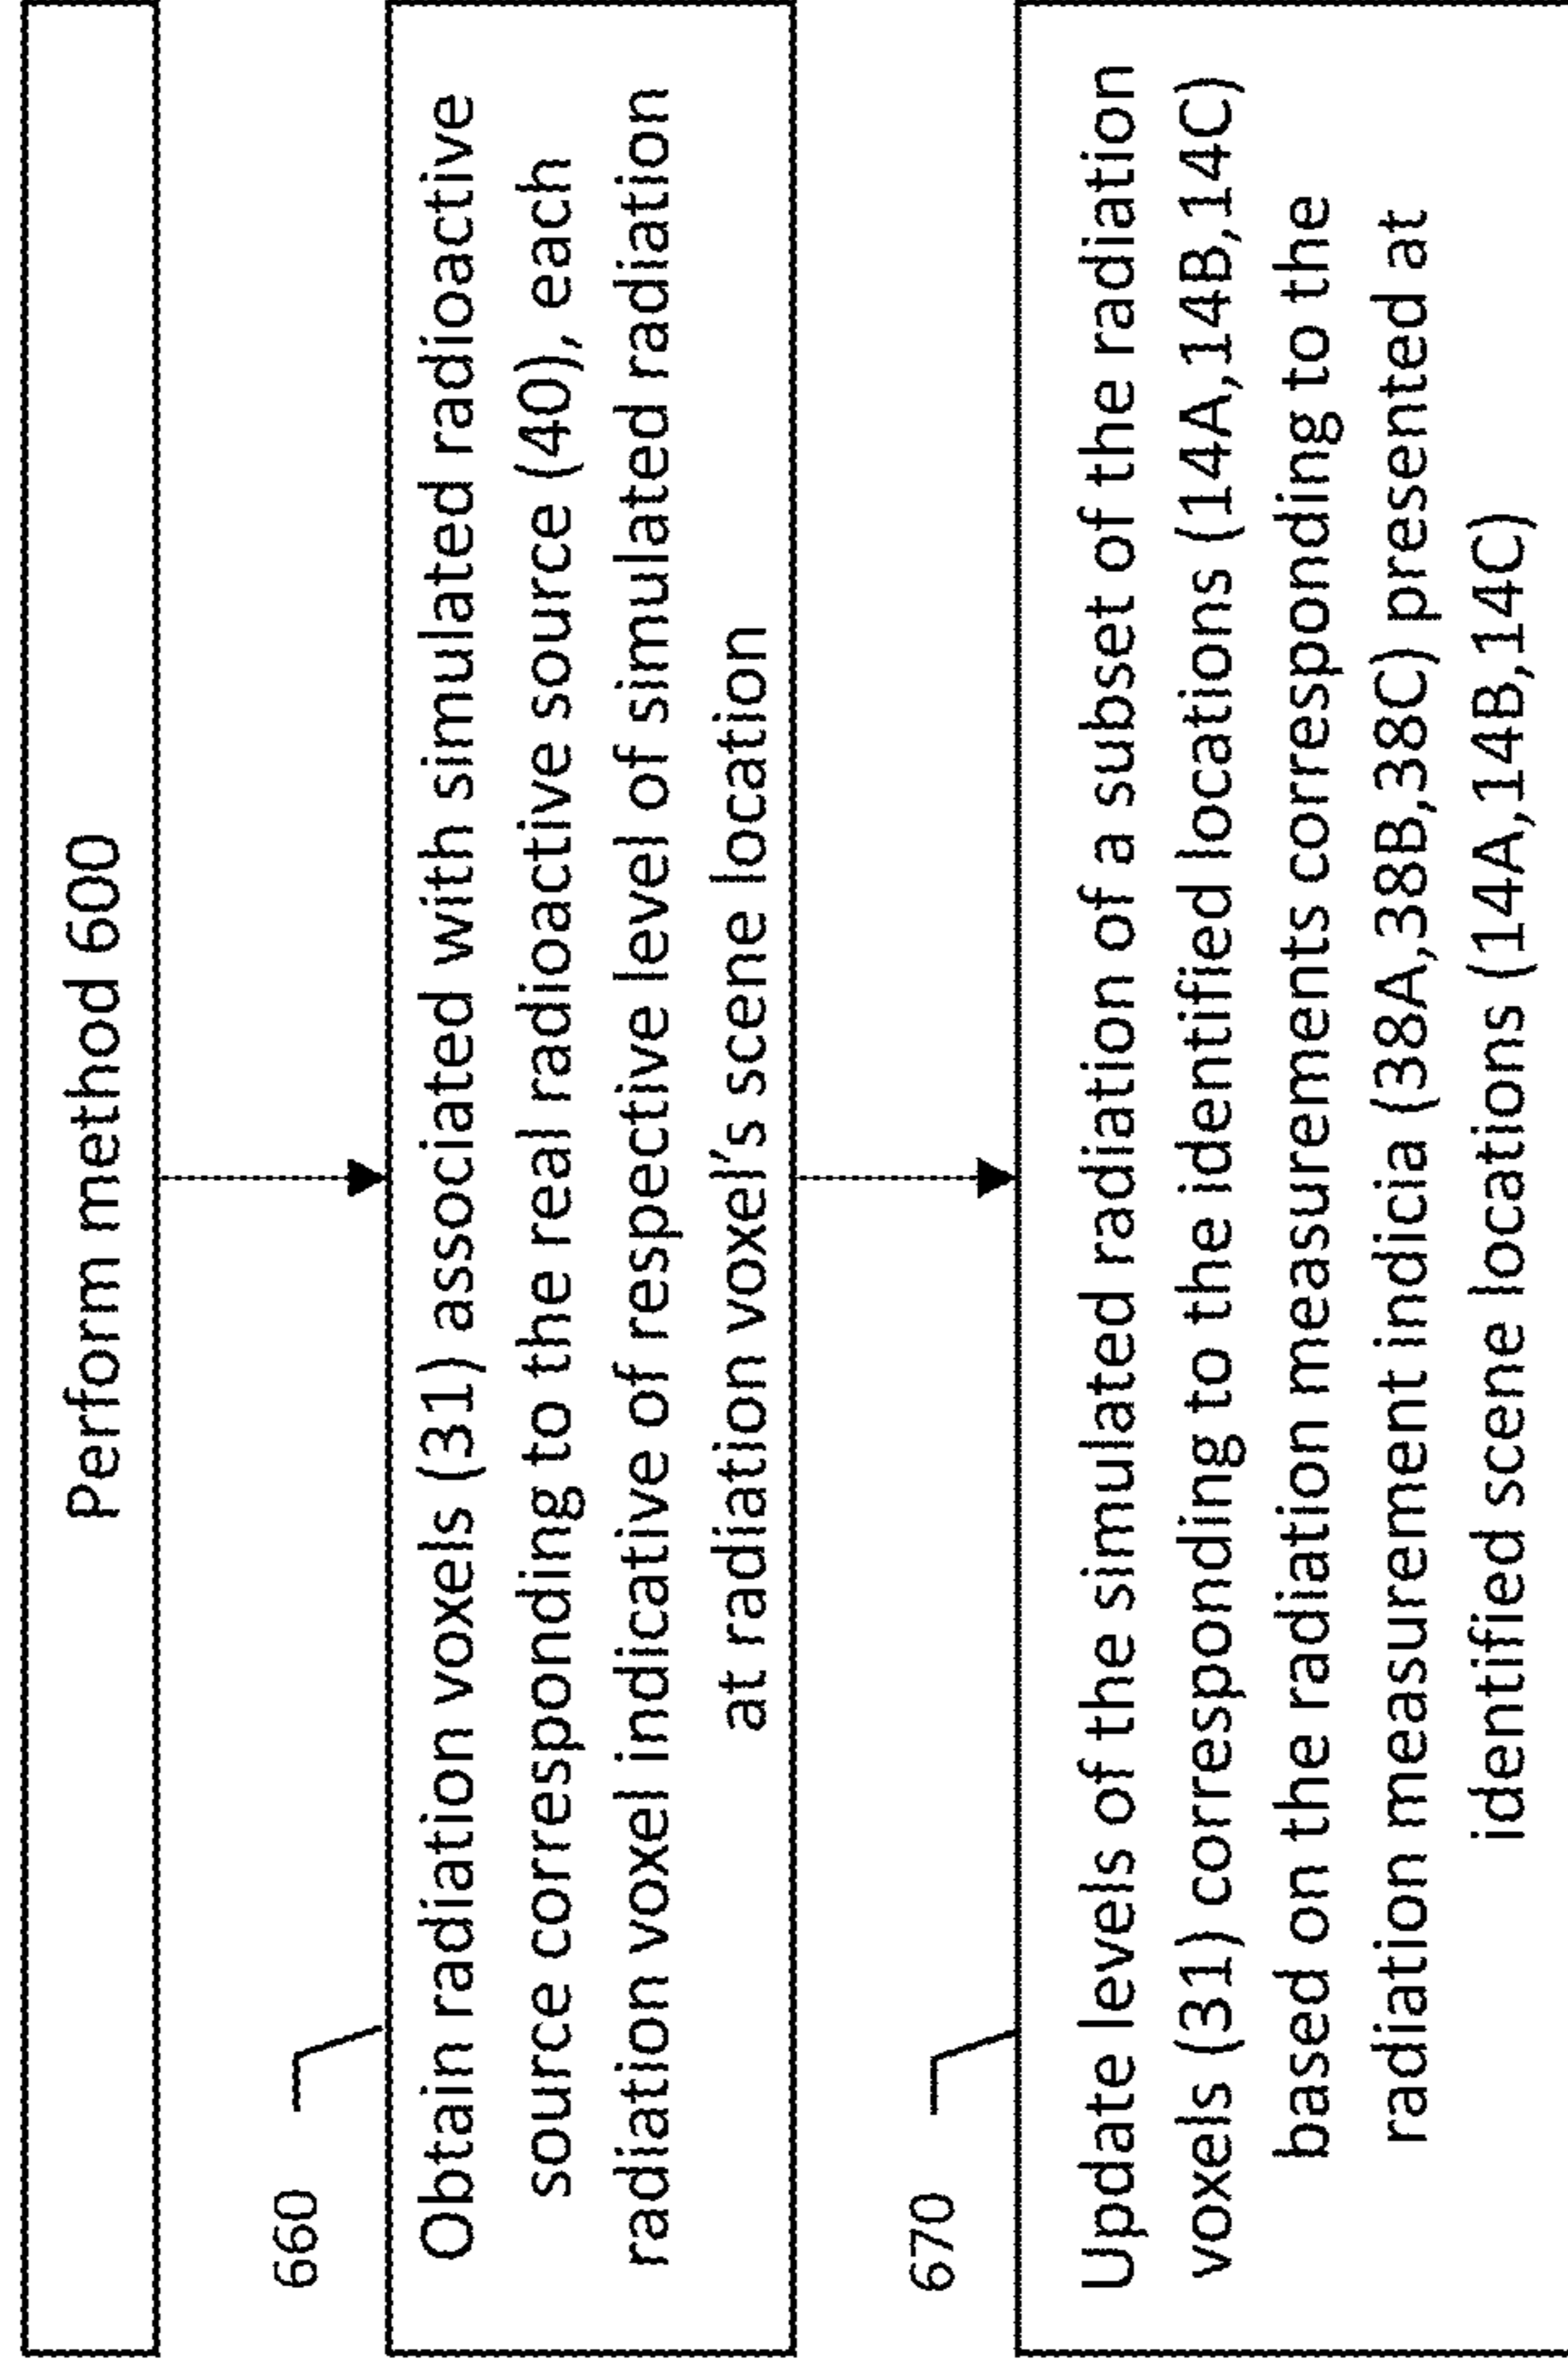 Perform method 600
660
Obtain radiation voxels (31) associated with simulated radioactive
source corresponding to the real radioactive source (40), each
radiation voxel indicative of respective level of simulated radiation
at radiation voxel's scene location
670
Update levels of the simulated radiation of a subset of the radiation
voxels (31) corresponding to the identified locations (14A,14B,14C)
based on the radiation measurements corresponding to the
radiation measurement indicia (38A,38B,38C) presented at
identified scene locations (14A,14B,14C)